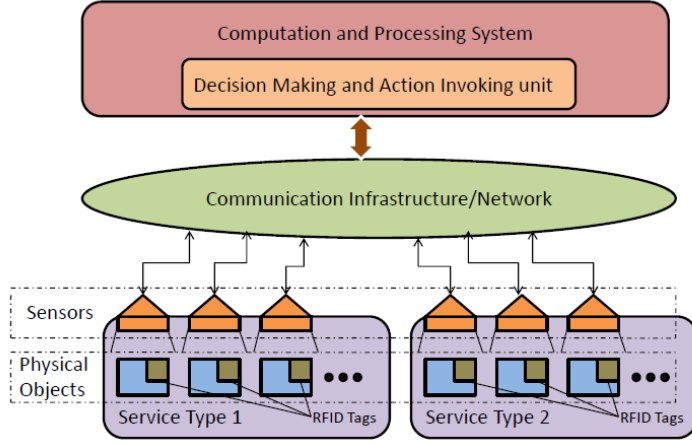 Computation and Processing System
Decision Making and Action Invoking unit
Communication Infrastructure/Network
Sensors
Physical
Objects
Service Type 1
RFID Tags
Service Type 2
RFID Tags